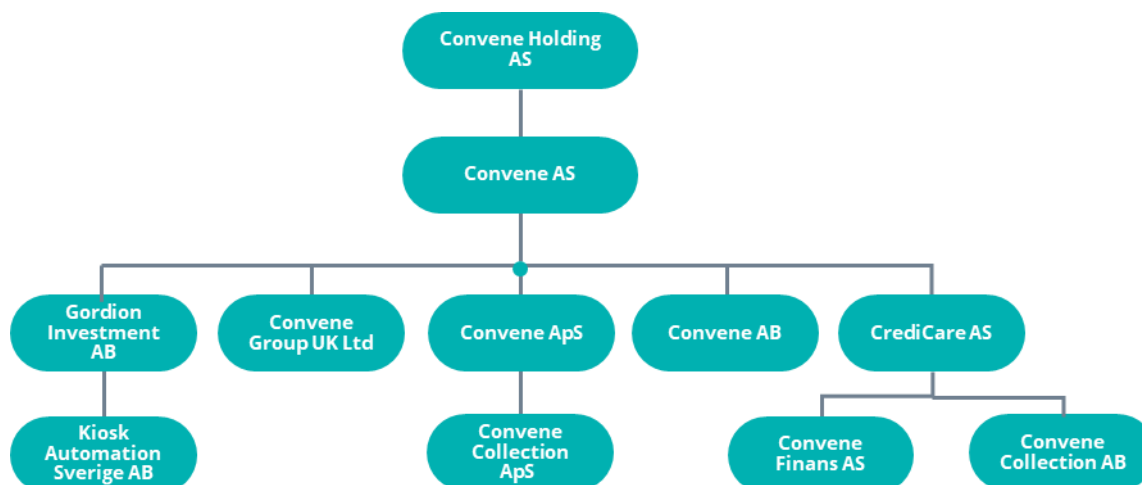 Convene Holding
AS
Convene AS
Gordion
Investment
AB
Convene
Group UK Ltd
Convene ApS
Convene AB
CrediCare AS
Kiosk
Automation
Sverige AB
Convene
Collection
ApS
Convene
Finans AS
Convene
Collection AB